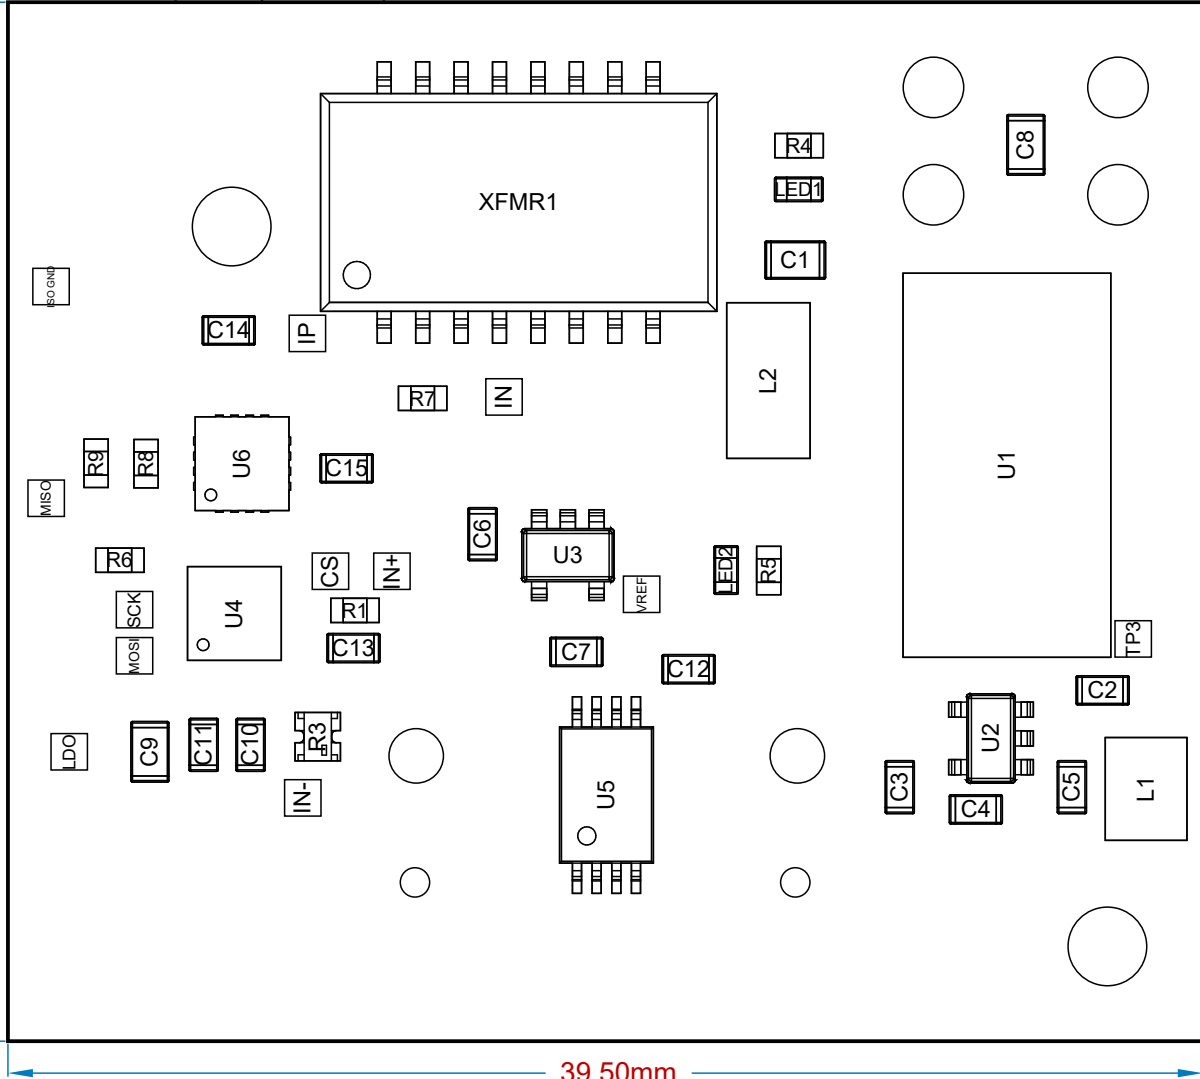 R4
C8
LED1
XFMR1
C1
ISO GND
C14
IP
L2
R7
IN
R9
R8
U6
C15
U1
MISO
C6
U3
R6
CS
IN+
LED2
R5
VREF
SCK
U4
R1
MOSI
C13
C7
C12
TP3
C2
LDO
C9
C11
C10
R3
U2
IN-
U5
C3
C4
C5
L1
39.50mm